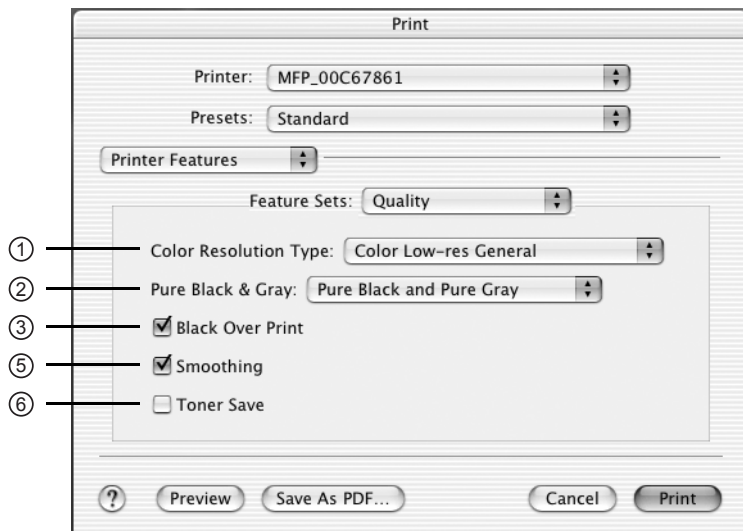 Print
Printer: MFP_00C67861
Presets: Standard
Printer Features
Feature Sets: Quality
① Color Resolution Type: Color Low-res General
② Pure Black & Gray: Pure Black and Pure Gray
③ Black Over Print
⑤ Smoothing
⑥ Toner Save
? Preview Save As PDF... Cancel Print